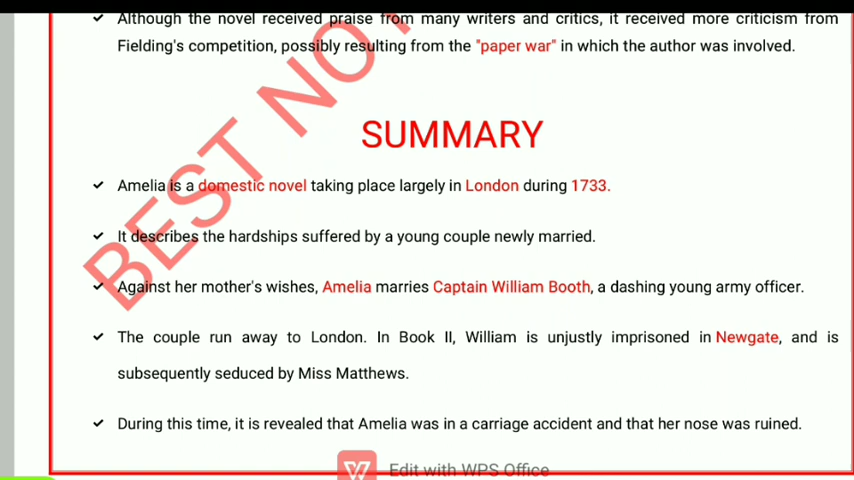 Although the novel received praise from many writers and critics, it received more criticism from
Fielding's competition, possibly resulting from the "paper war" in which the author was involved.
SUMMARY
Amelia is a domestic novel taking place largely in London during 1733.
It describes the hardships suffered by a young couple newly married.
Against her mother's wishes, Amelia marries Captain William Booth, a dashing young army officer.
The couple run away to London. In Book II, William is unjustly imprisoned in Newgate, and is
subsequently seduced by Miss Matthews.
During this time, it is revealed that Amelia was in a carriage accident and that her nose was ruined.
BEST NOT
Edit with WPS Office